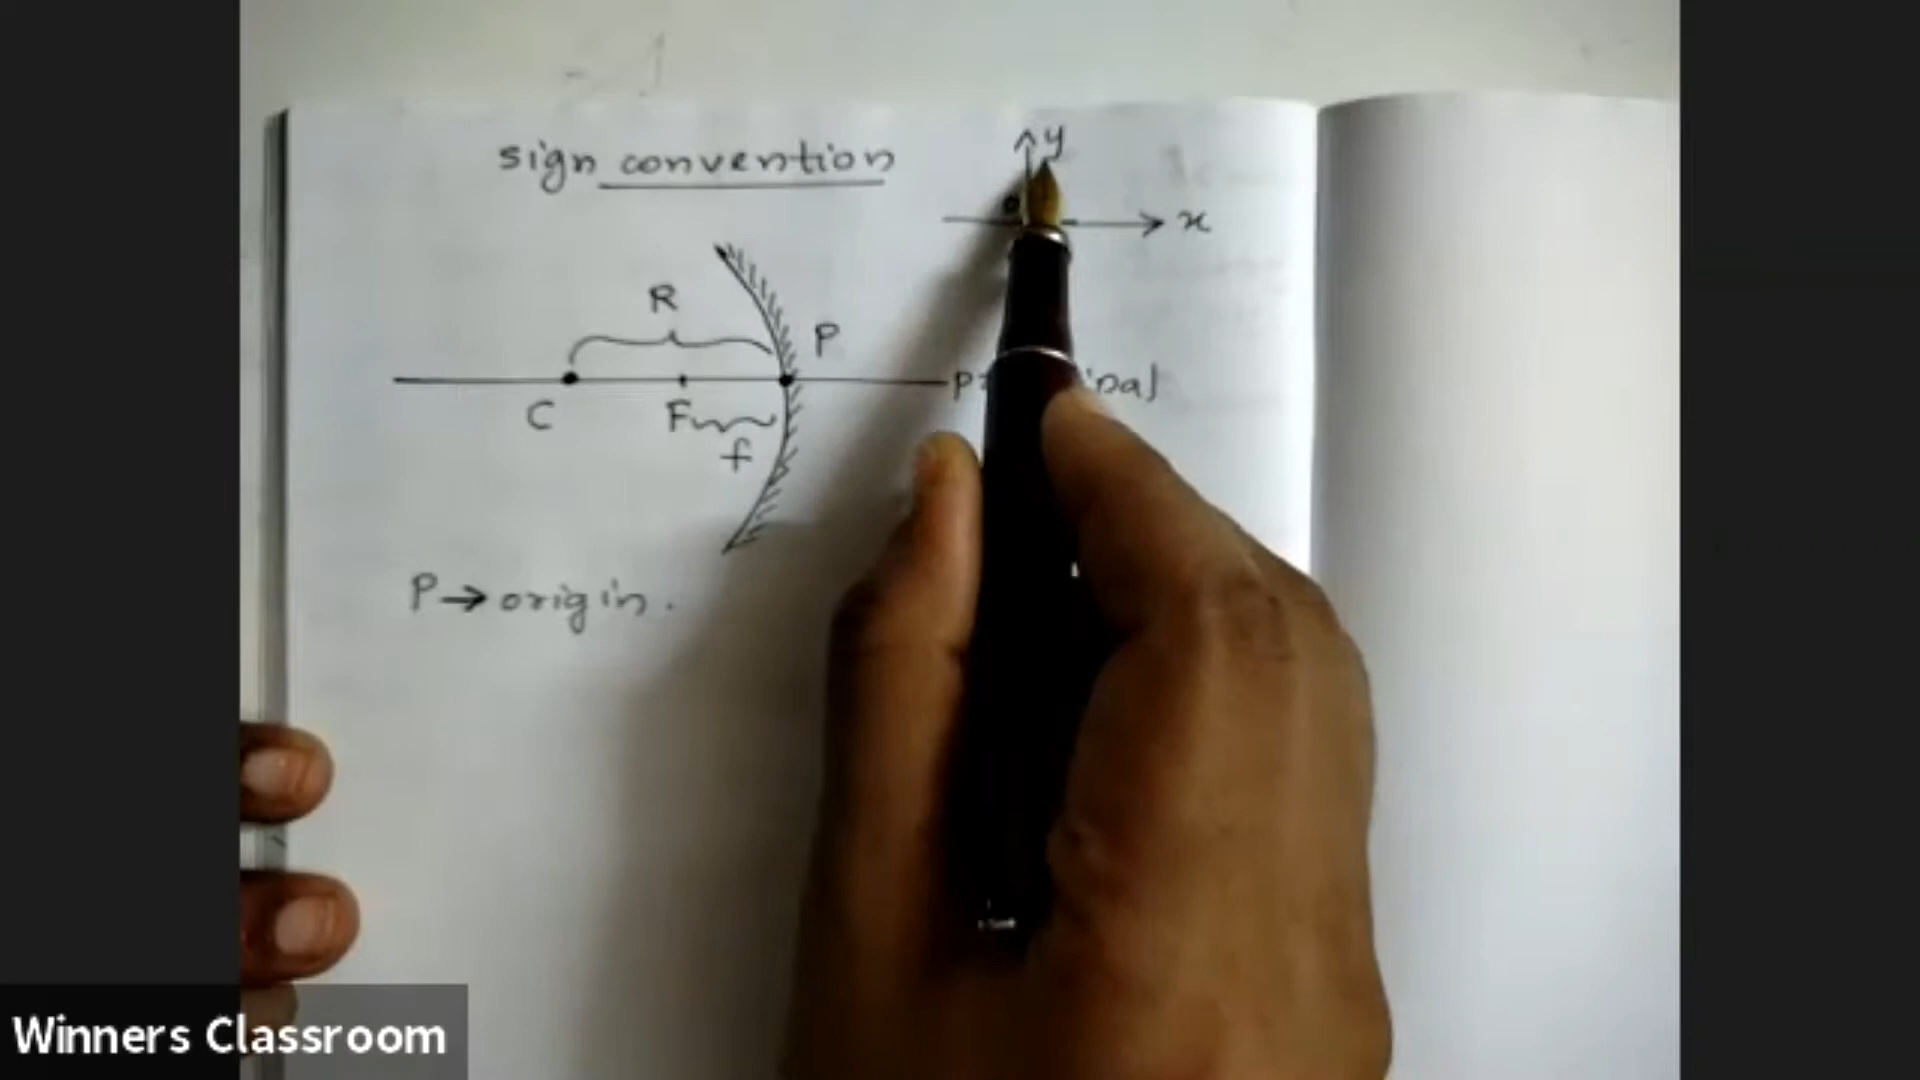 sign convention
y
x
R
P
C
F
f
P → origin.
Winners Classroom